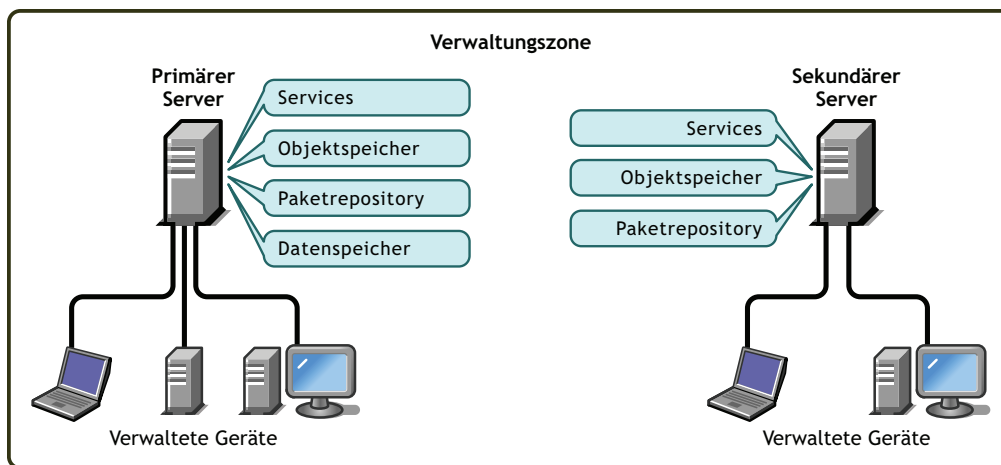 Verwaltungszone
Primärer
Server
Services
Objektspeicher
Paketrepository
Datenspeicher
Verwaltete Geräte
Sekundärer
Server
Services
Objektspeicher
Paketrepository
Verwaltete Geräte